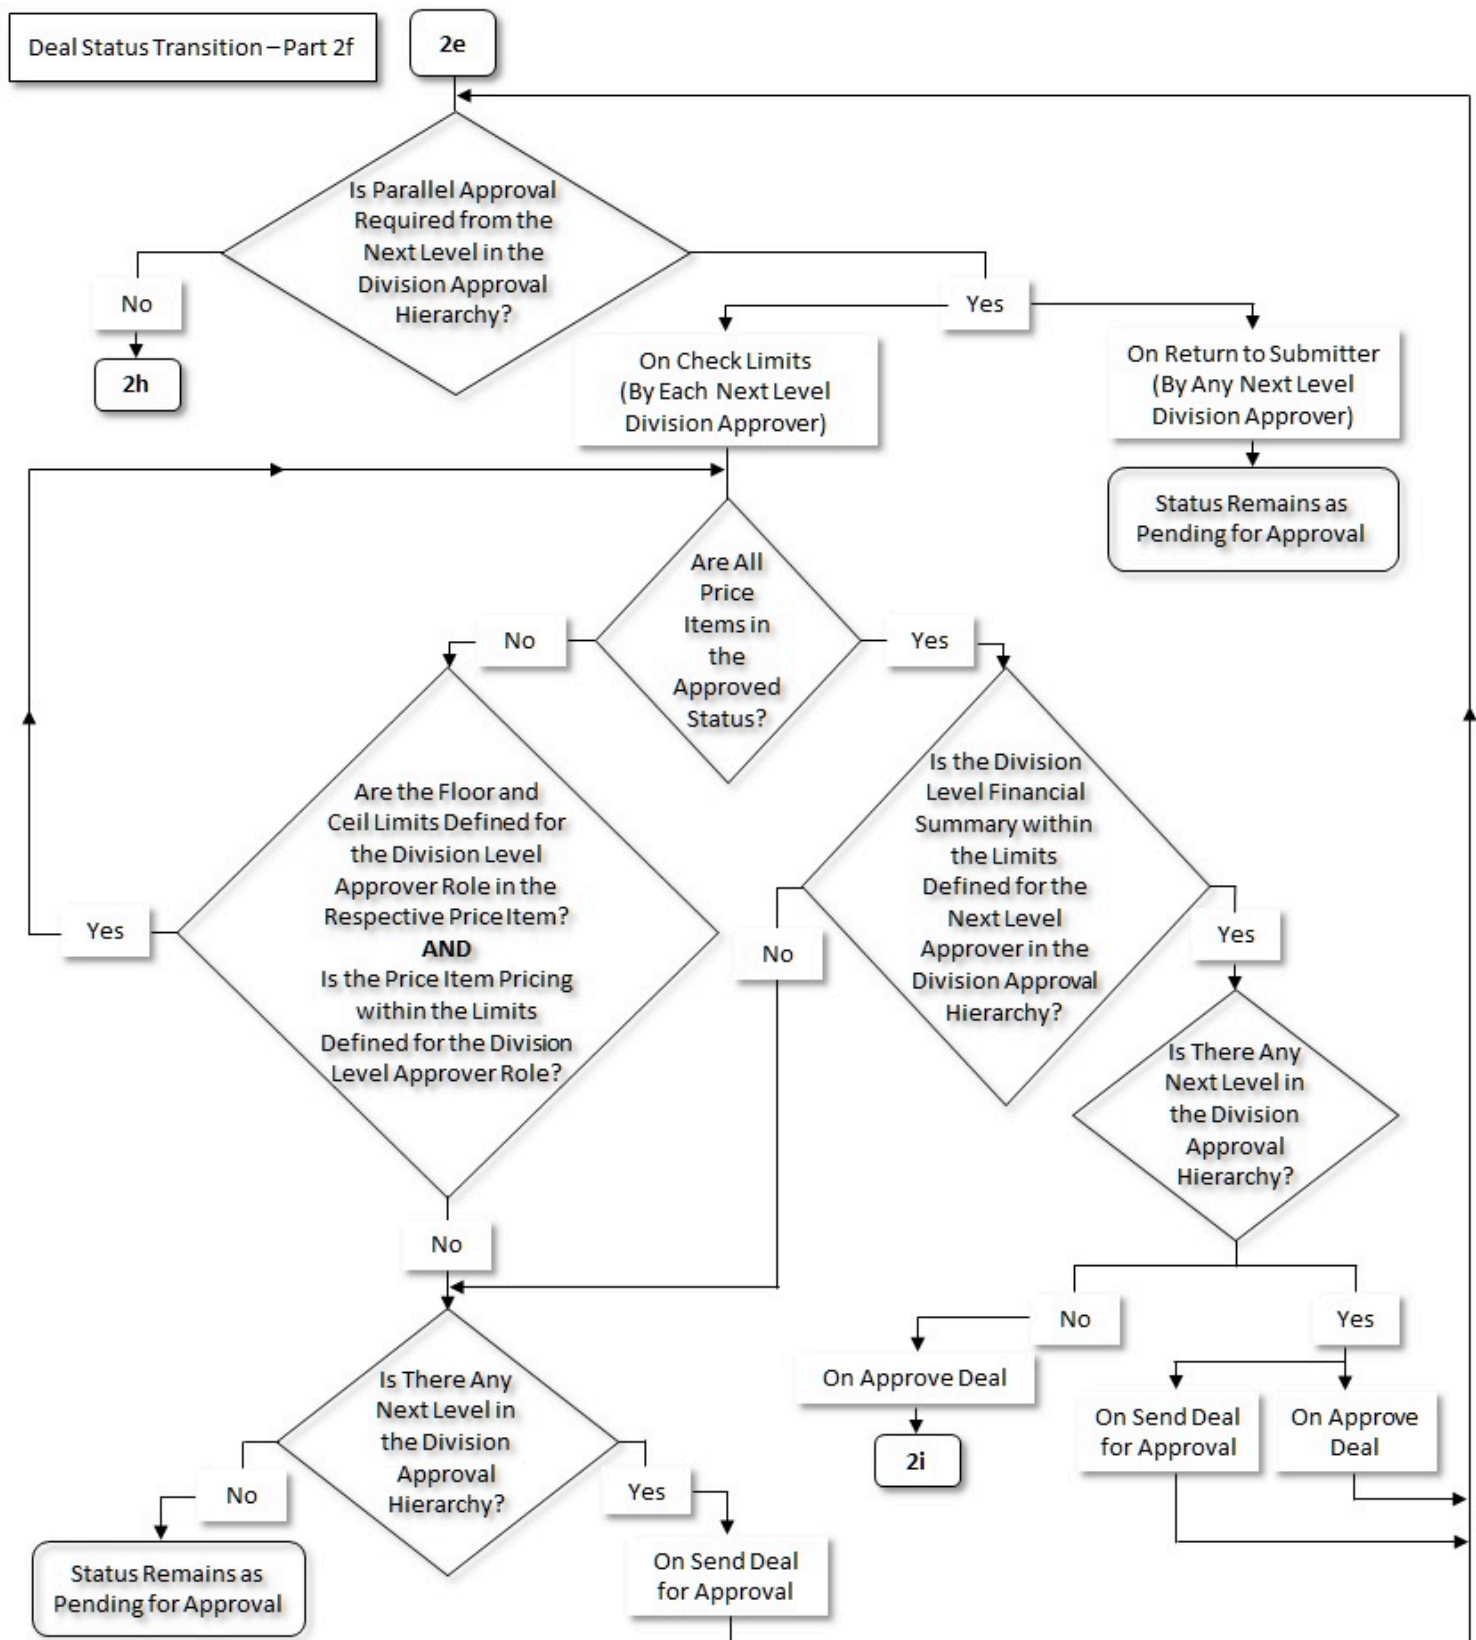 Deal Status Transition – Part 2f
2e
Is Parallel Approval
Required from the
Next Level in the
Division Approval
Hierarchy?
No
Yes
2h
On Check Limits
(By Each Next Level
Division Approver)
On Return to Submitter
(By Any Next Level
Division Approver)
Status Remains as
Pending for Approval
Are All
Price
Items in
the
Approved
Status?
No
Yes
Are the Floor and
Ceil Limits Defined for
the Division Level
Approver Role in the
Respective Price Item?
AND
Is the Price Item Pricing
within the Limits
Defined for the Division
Level Approver Role?
Yes
No
Is the Division
Level Financial
Summary within
the Limits
Defined for the
Next Level
Approver in the
Division Approval
Hierarchy?
No
Yes
Is There Any
Next Level in
the Division
Approval
Hierarchy?
No
Yes
On Approve Deal
2i
On Send Deal
for Approval
On Approve
Deal
Is There Any
Next Level in
the Division
Approval
Hierarchy?
No
Yes
Status Remains as
Pending for Approval
On Send Deal
for Approval